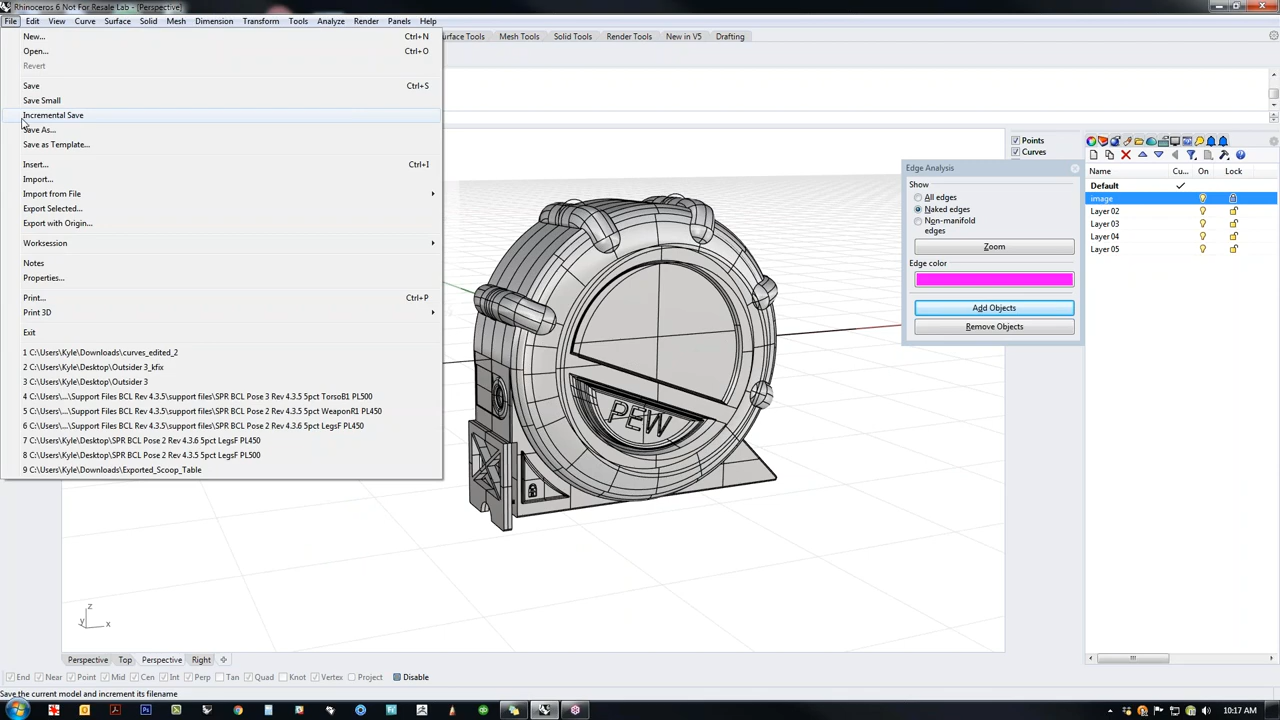 Rhinoceros 6 Not For Resale Lab - [Perspective]
File Edit View Curve Surface Solid Mesh Dimension Transform Tools Analyze Render Panels Help
New... Ctrl+N
Open... Ctrl+O
Revert
Save Ctrl+S
Save Small
Incremental Save
Save As...
Save as Template...
Insert... Ctrl+I
Import...
Import from File
Export Selected...
Export with Origin...
Worksession
Notes
Properties...
Print... Ctrl+P
Print 3D
Exit
1 C:\Users\Kyle\Downloads\curves_edited_2
2 C:\Users\Kyle\Desktop\Outsider 3_kfix
3 C:\Users\Kyle\Desktop\Outsider 3
4 C:\Users\...\Support Files BCL Rev 4.3.5\support files\SPR BCL Pose 3 Rev 4.3.5 5pct TorsoB1 PL500
5 C:\Users\...\Support Files BCL Rev 4.3.5\support files\SPR BCL Pose 2 Rev 4.3.5 5pct WeaponR1 PL450
6 C:\Users\...\Support Files BCL Rev 4.3.5\support files\SPR BCL Pose 2 Rev 4.3.6 5pct LegsF PL450
7 C:\Users\Kyle\Desktop\SPR BCL Pose 2 Rev 4.3.6 5pct LegsF PL450
8 C:\Users\Kyle\Desktop\SPR BCL Pose 2 Rev 4.3.5 5pct LegsF PL500
9 C:\Users\Kyle\Downloads\Exported_Scoop_Table
urface Tools Mesh Tools Solid Tools Render Tools New in V5 Drafting
Points
Curves
Edge Analysis
Show
All edges
Naked edges
Non-manifold
edges
Zoom
Edge color
Add Objects
Remove Objects
Name Cu... On Lock
Default
image
Layer 02
Layer 03
Layer 04
Layer 05
PEW
z
y x
Perspective Top Perspective Right
End Near Point Mid Cen Int Perp Tan Quad Knot Vertex Project Disable
Save the current model and increment its filename
10:17 AM